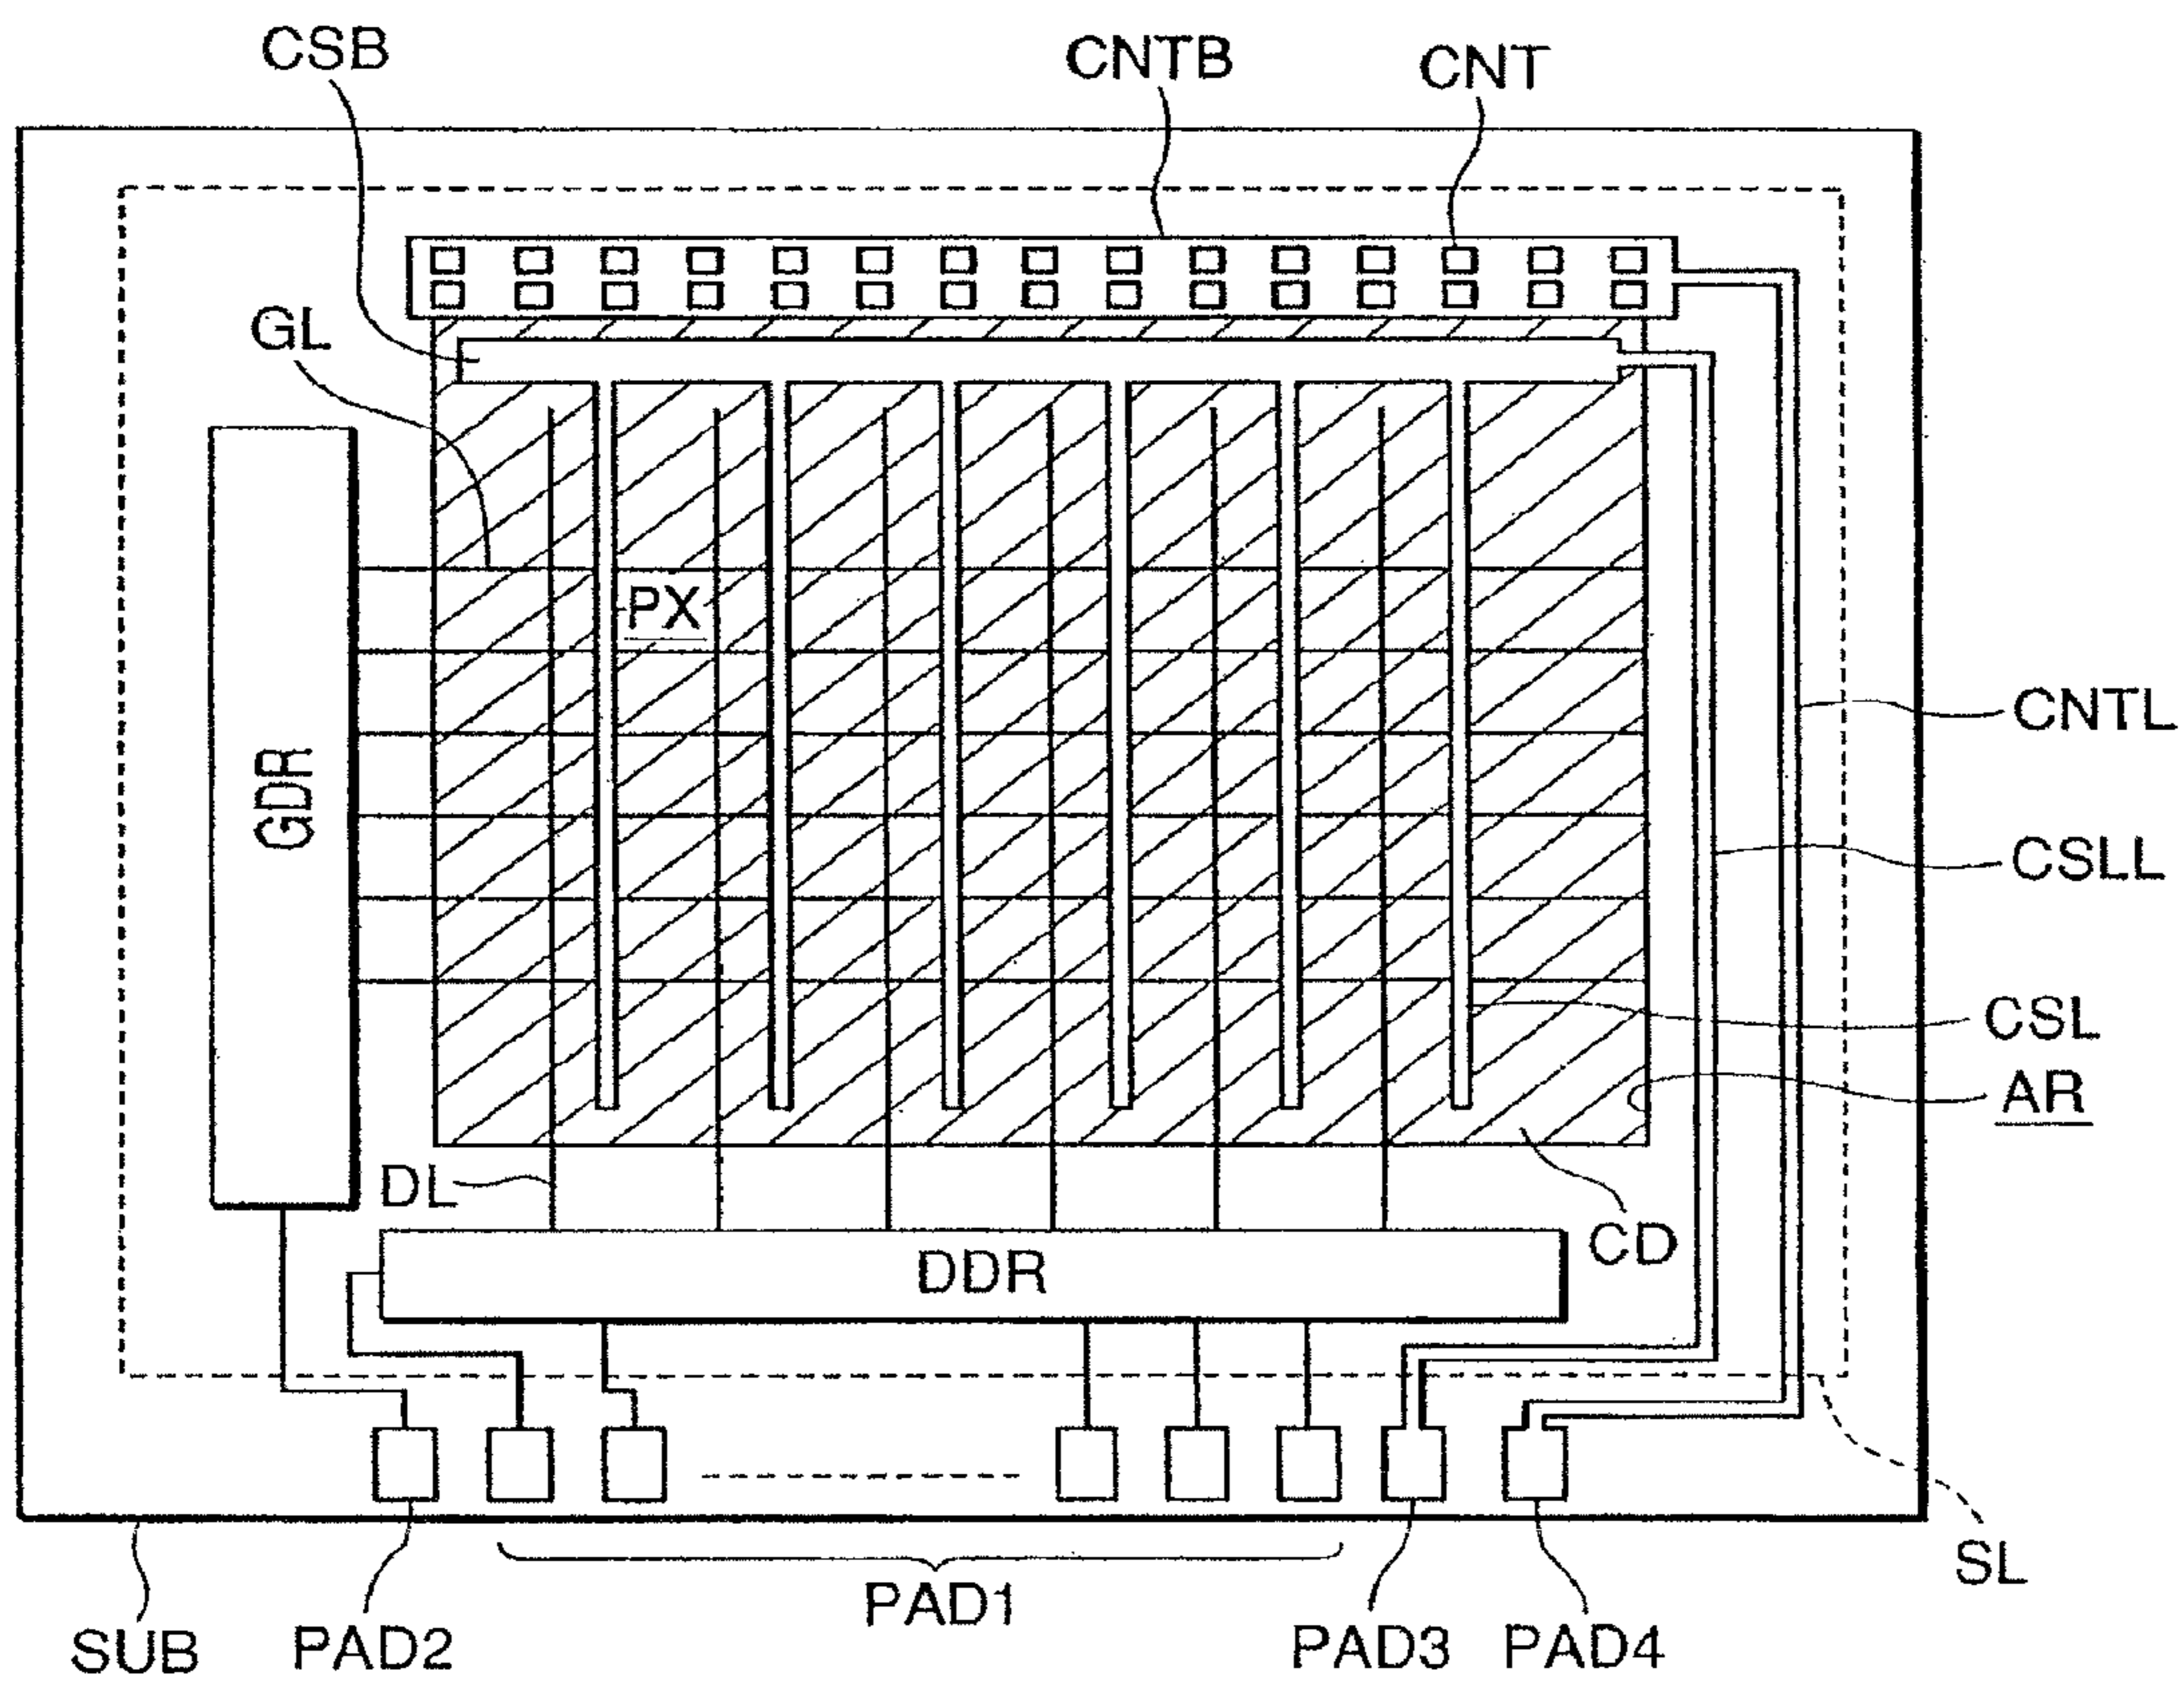 CSB
CNTB
CNT
GL
PX
GDR
CNTL
CSLL
CSL
AR
DL
CD
DDR
SL
PAD1
SUB
PAD2
PAD3
PAD4